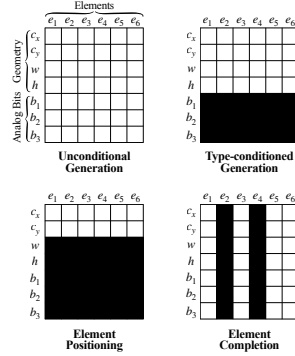 Elements
e1 e2 e3 e4 e5 e6
Geometry
cx
cy
w
h
Analog Bits
b1
b2
b3
Unconditional
Generation
e1 e2 e3 e4 e5 e6
cx
cy
w
h
b1
b2
b3
Type-conditioned
Generation
e1 e2 e3 e4 e5 e6
cx
cy
w
h
b1
b2
b3
Element
Positioning
e1 e2 e3 e4 e5 e6
cx
cy
w
h
b1
b2
b3
Element
Completion